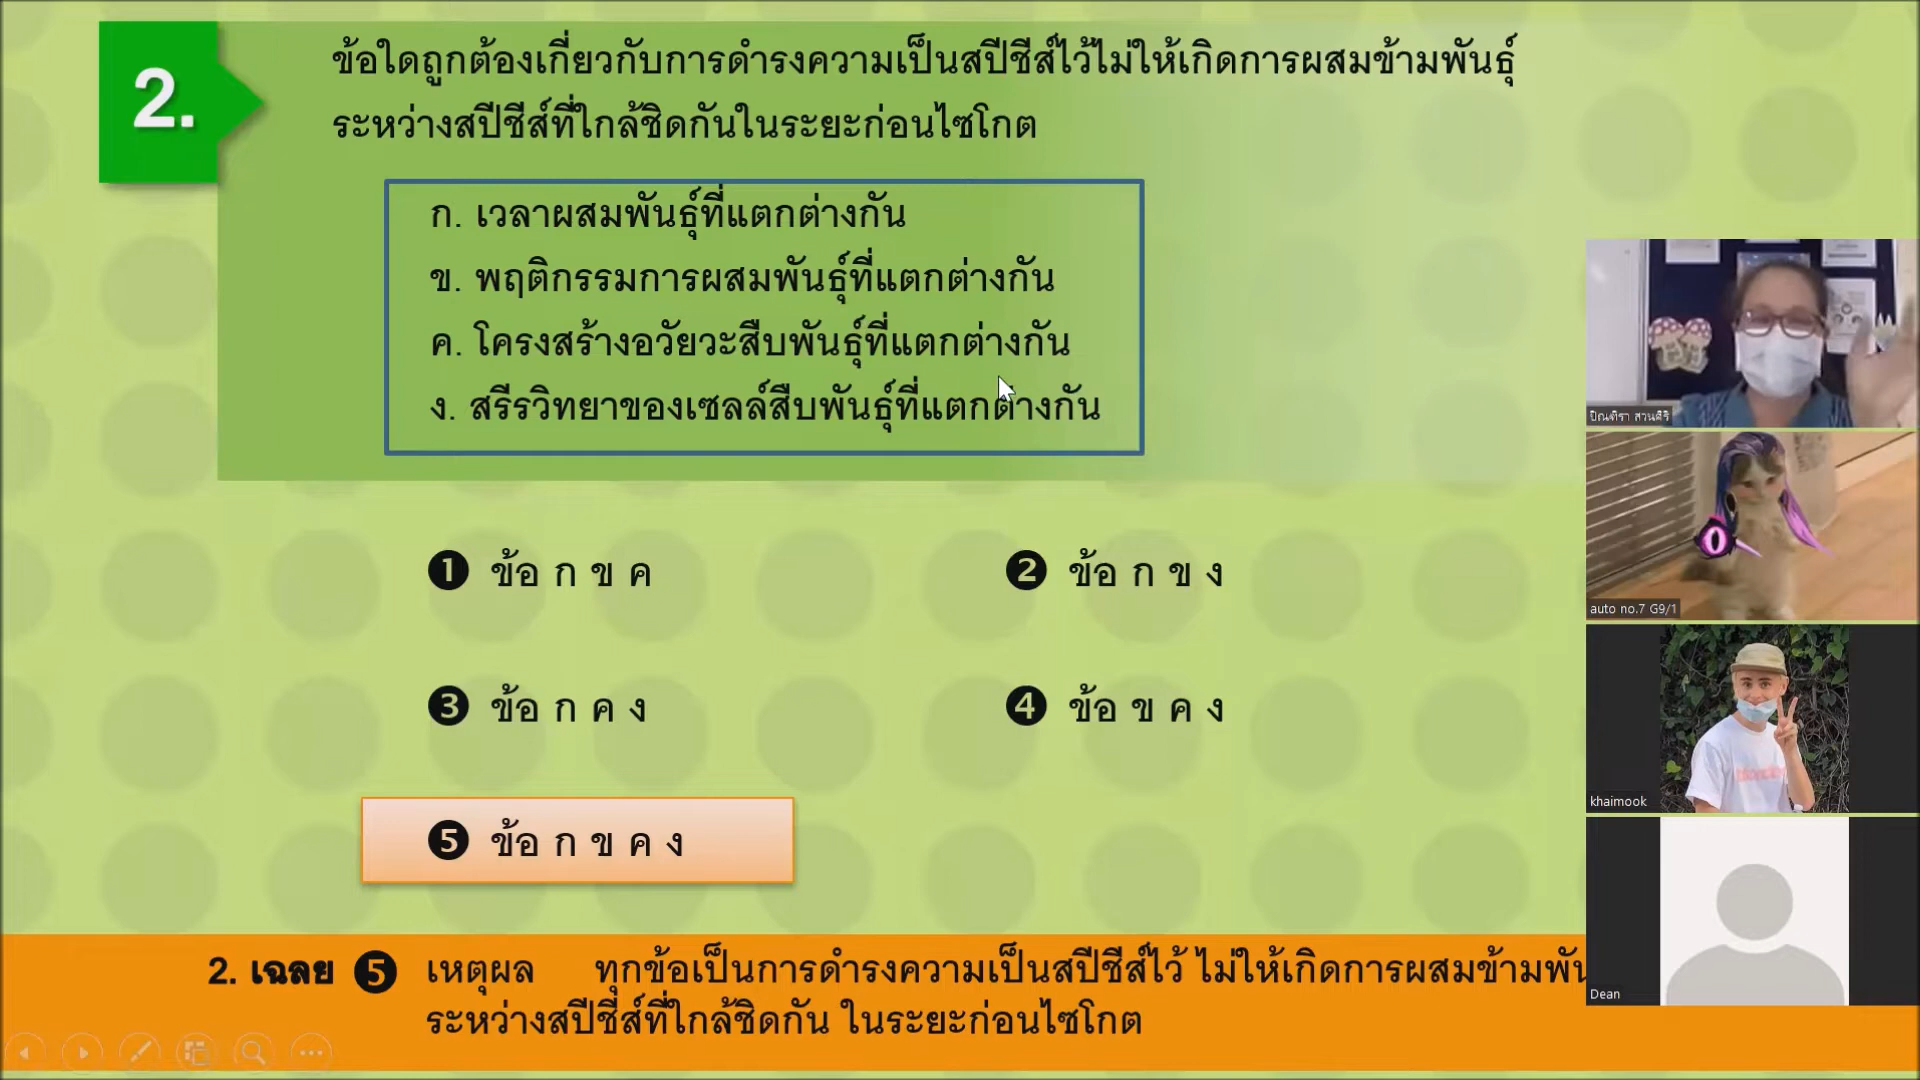 2.
ข้อใดถูกต้องเกี่ยวกับการดำรงความเป็นสปีชีส์ไว้ไม่ให้เกิดการผสมข้ามพันธุ์
ระหว่างสปีชีส์ที่ใกล้ชิดกันในระยะก่อนไซโกต
ก. เวลาผสมพันธุ์ที่แตกต่างกัน
ข. พฤติกรรมการผสมพันธุ์ที่แตกต่างกัน
ค. โครงสร้างอวัยวะสืบพันธุ์ที่แตกต่างกัน
ง. สรีรวิทยาของเซลล์สืบพันธุ์ที่แตกต่างกัน
❶ ข้อ ก ข ค
❷ ข้อ ก ข ง
❸ ข้อ ก ค ง
❹ ข้อ ข ค ง
❺ ข้อ ก ข ค ง
2. เฉลย ❺ เหตุผล ทุกข้อเป็นการดำรงความเป็นสปีชีส์ไว้ ไม่ให้เกิดการผสมข้ามพัน
ระหว่างสปีชี่ส์ที่ใกล้ชิดกัน ในระยะก่อนไซโกต
ปิณฑิรา สวนศิริ
auto no.7 G9/1
khaimook
Dean